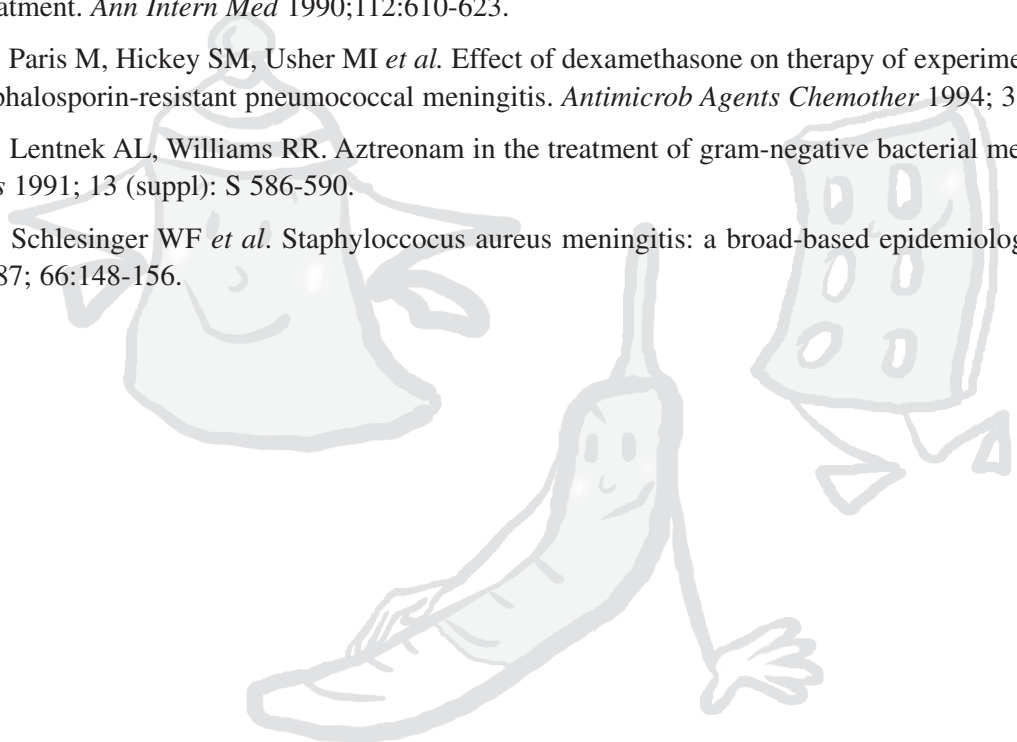 atment. Ann Intern Med 1990;112:610-623.
Paris M, Hickey SM, Usher MI et al. Effect of dexamethasone on therapy of experime
phalosporin-resistant pneumococcal meningitis. Antimicrob Agents Chemother 1994; 3
Lentnek AL, Williams RR. Aztreonam in the treatment of gram-negative bacterial me
s 1991; 13 (suppl): S 586-590.
Schlesinger WF et al. Staphyloccocus aureus meningitis: a broad-based epidemiolog
87; 66:148-156.